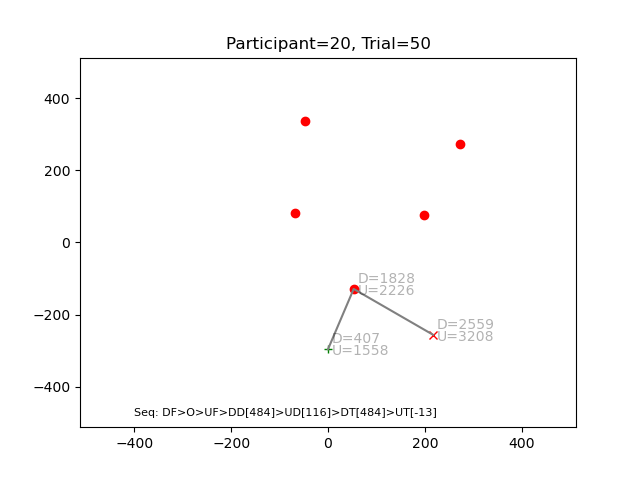 Participant=20, Trial=50
400
200
0
−200
−400
D=1828
U=2226
D=2559
U=3208
D=407
U=1558
Seq: DF>O>UF>DD[484]>UD[116]>DT[484]>UT[-13]
−400 −200 0 200 400